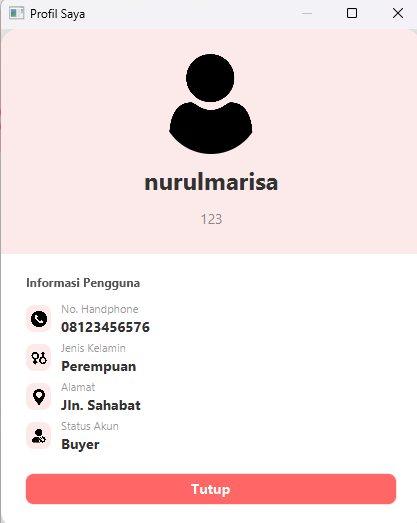 Profil Saya
nurulmarisa
123
Informasi Pengguna
No. Handphone
08123456576
Jenis Kelamin
Perempuan
Alamat
Jln. Sahabat
Status Akun
Buyer
Tutup